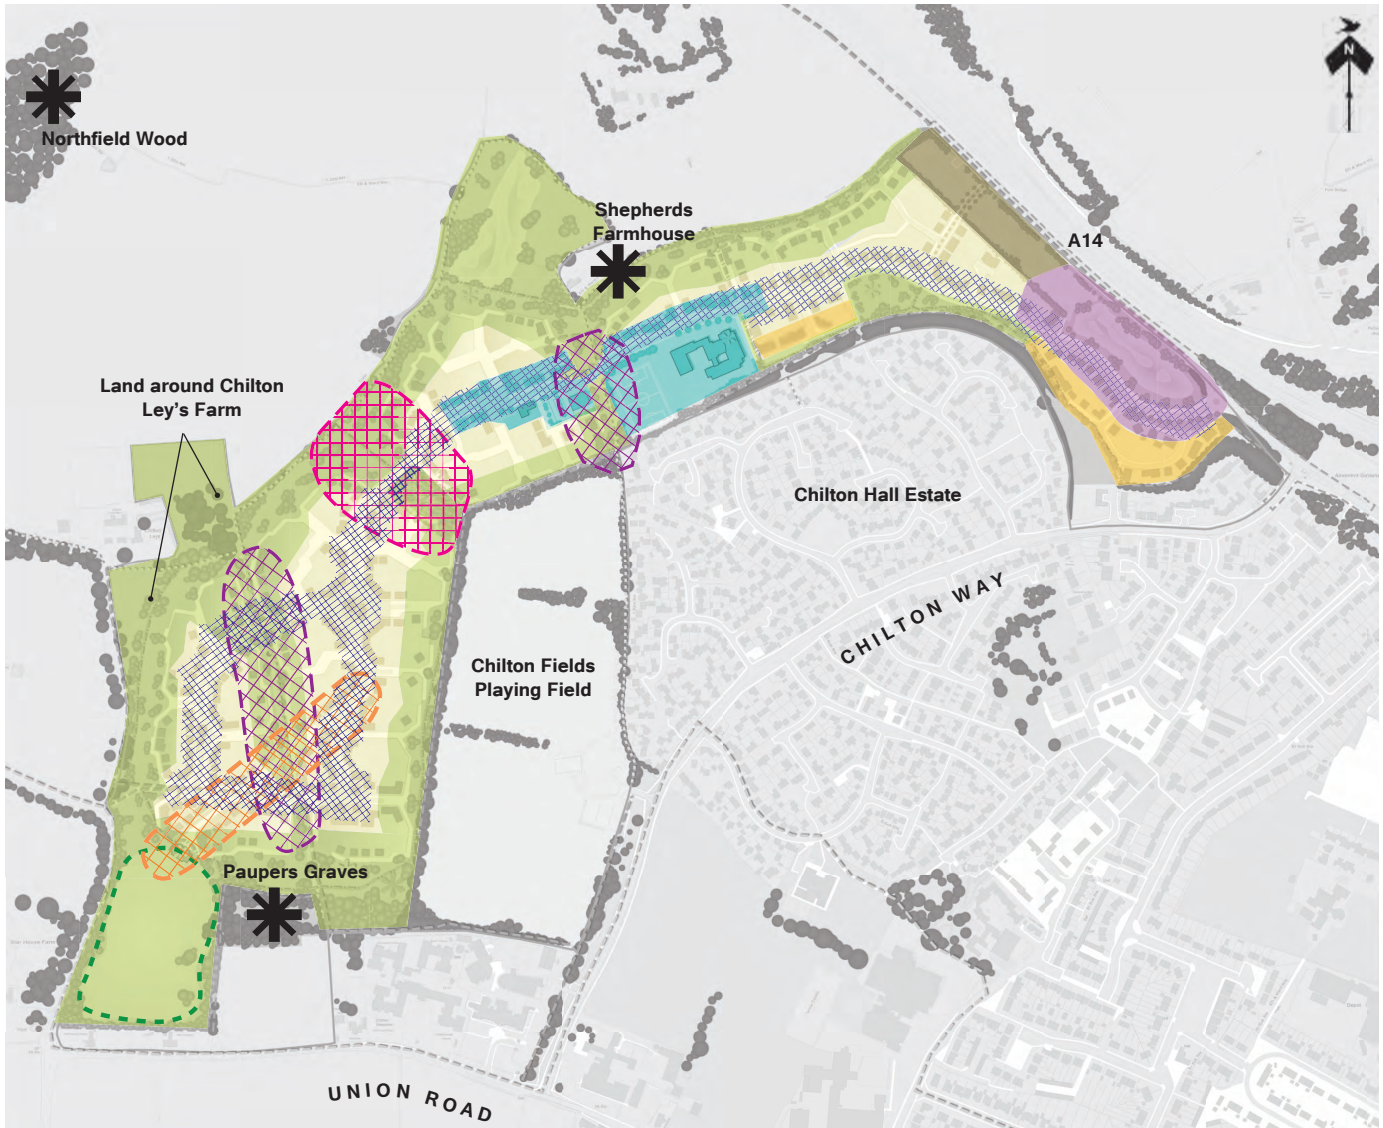 N
Northfield Wood
Shepherds
Farmhouse
A14
Land around Chilton
Ley's Farm
Chilton Hall Estate
CHILTON WAY
Chilton Fields
Playing Field
Paupers Graves
UNION ROAD